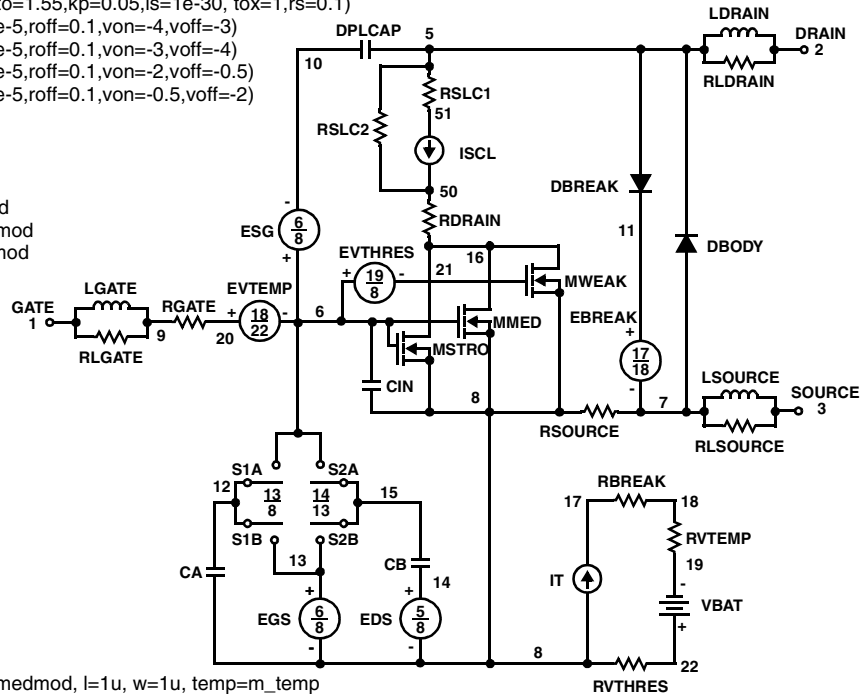 to=1.55,kp=0.05,is=1e-30, tox=1,rs=0.1)
e-5,roff=0.1,von=-4,voff=-3)
e-5,roff=0.1,von=-3,voff=-4)
e-5,roff=0.1,von=-2,voff=-0.5)
e-5,roff=0.1,von=-0.5,voff=-2)
d
mod
mod
LDRAIN
DPLCAP
5
DRAIN
2
10
RLDRAIN
RSLC1
51
RSLC2
ISCL
50
DBREAK
-
RDRAIN
ESG
6
8
+
11
DBODY
EVTHRES
16
+
19
8
-
21
MWEAK
LGATE
EVTEMP
GATE
1
RGATE
+
18
22
-
6
MMED
EBREAK
+
9
20
MSTRO
17
18
-
RLGATE
CIN
8
7
LSOURCE
SOURCE
3
RSOURCE
RLSOURCE
S1A
S2A
12
13
8
14
13
15
S1B
S2B
13
RBREAK
17
18
RVTEMP
CA
CB
14
IT
19
-
VBAT
+
+
EGS
6
8
-
+
EDS
5
8
-
8
22
RVTHRES
medmod, l=1u, w=1u, temp=m_temp